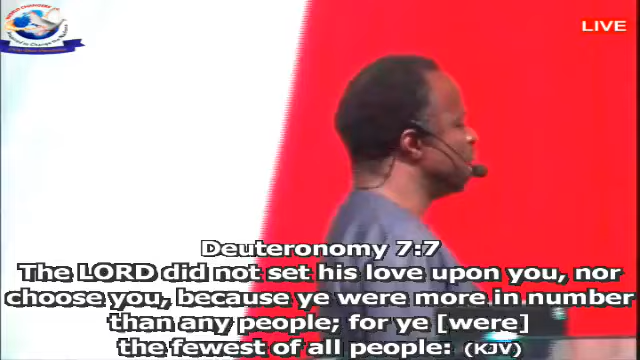 LIVE
Deuteronomy 7:7
The LORD did not set his love upon you, nor
choose you, because ye were more in number
than any people; for ye [were]
the fewest of all people: (KJV)